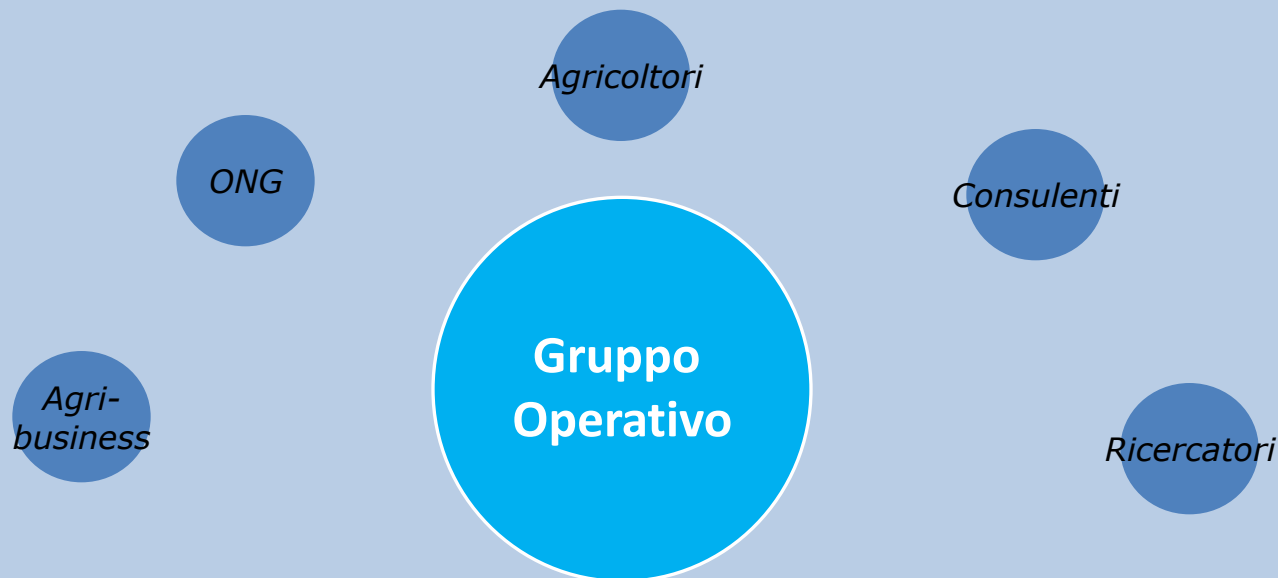 Agricoltori
ONG
Consulenti
Gruppo
Operativo
Agri-
business
Ricercatori